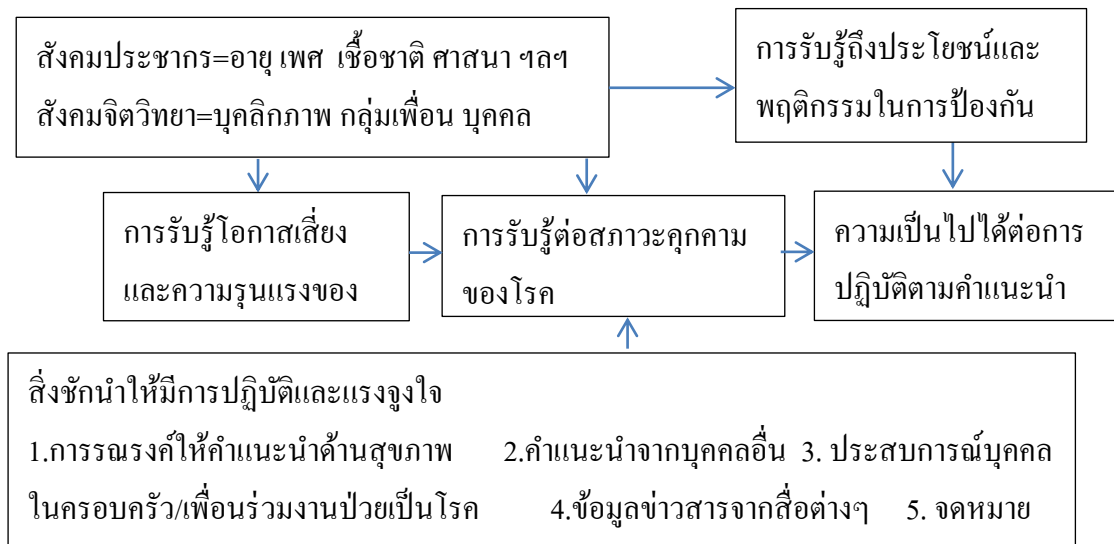 สังคมประชากร=อายุ เพศ เชื้อชาติ ศาสนา ฯลฯ
สังคมจิตวิทยา=บุคลิกภาพ กลุ่มเพื่อน บุคคล
การรับรู้ถึงประโยชน์และ
พฤติกรรมในการป้องกัน
การรับรู้โอกาสเสี่ยง
และความรุนแรงของ
การรับรู้ต่อสภาวะคุกคาม
ของโรค
ความเป็นไปได้ต่อการ
ปฏิบัติตามคำแนะนำ
สิ่งชักนำให้มีการปฏิบัติและแรงจูงใจ
1.การรณรงค์ให้คำแนะนำด้านสุขภาพ 2.คำแนะนำจากบุคคลอื่น 3. ประสบการณ์บุคคล
ในครอบครัว/เพื่อนร่วมงานป่วยเป็นโรค 4.ข้อมูลข่าวสารจากสื่อต่างๆ 5. จดหมาย